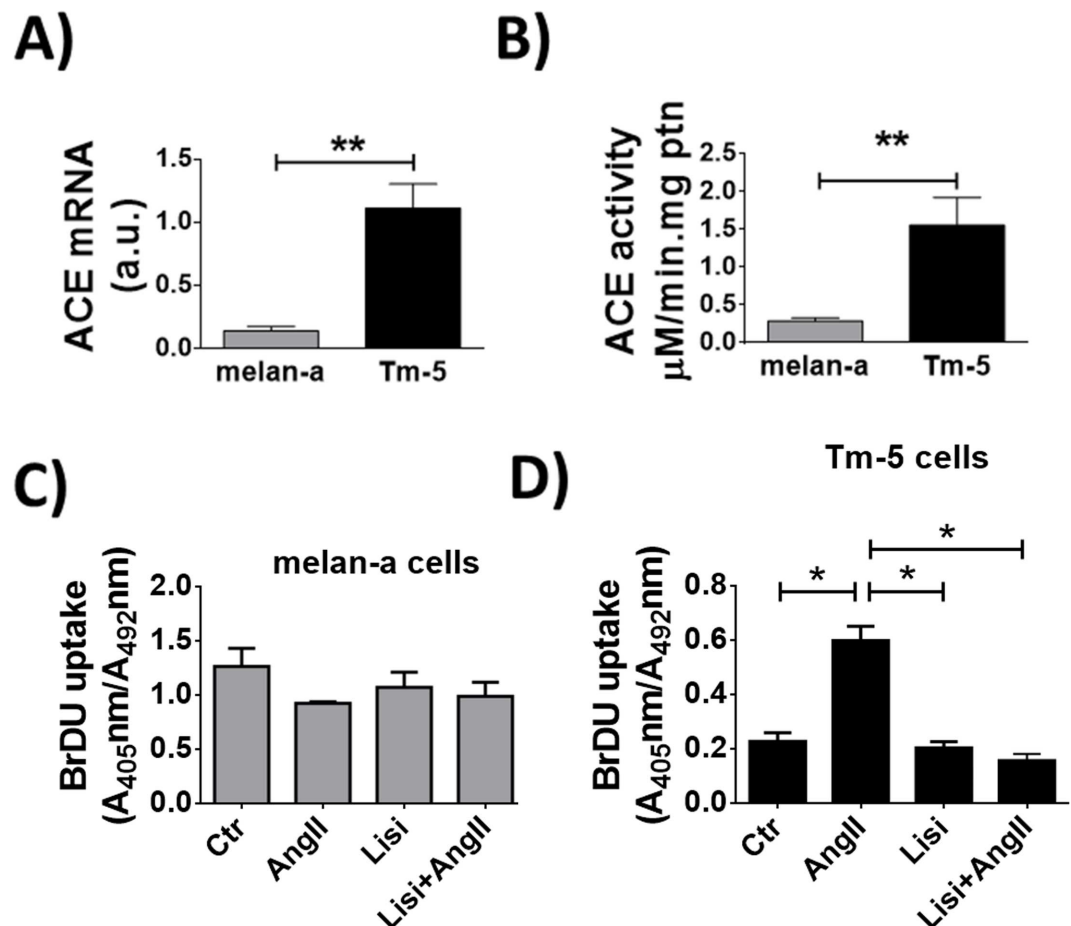 A)
ACE mRNA
(a.u.)
1.5
1.0
0.5
0.0
**
melan-a
Tm-5
B)
ACE activity
μM/min.mg ptn
2.5
2.0
1.5
1.0
0.5
0.0
**
melan-a
Tm-5
C)
melan-a cells
BrDU uptake
(A405nm/A492nm)
2.0
1.5
1.0
0.5
0.0
Ctr
AngII
Lisi
Lisi+AngII
D)
Tm-5 cells
BrDU uptake
(A405nm/A492nm)
0.8
0.6
0.4
0.2
0.0
*
*
*
Ctr
AngII
Lisi
Lisi+AngII